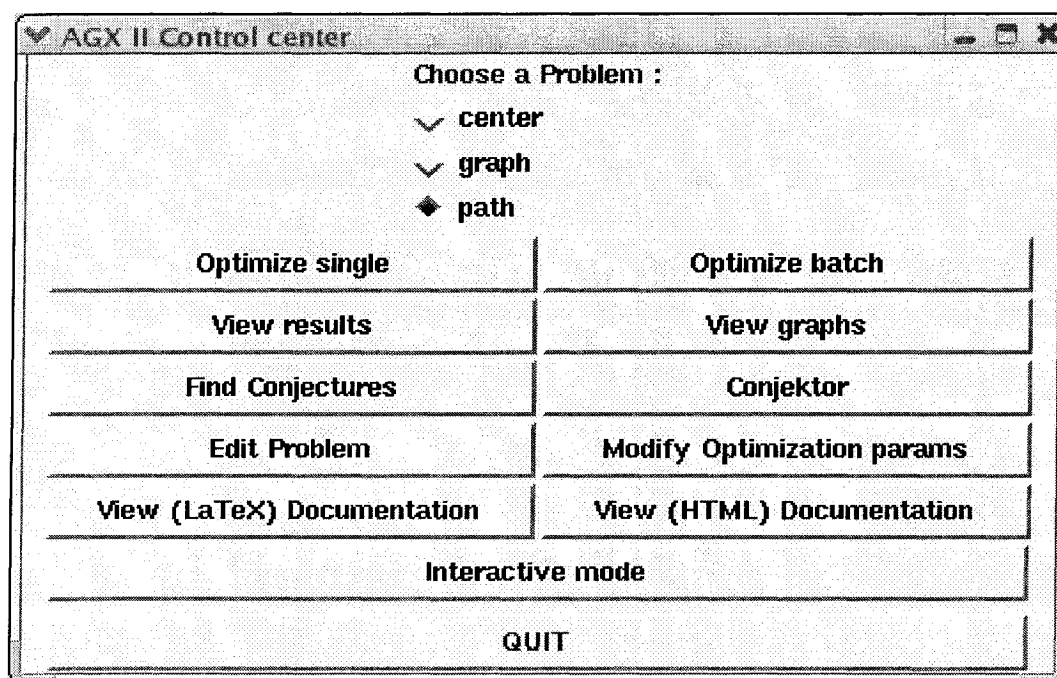 AGX II Control center
Choose a Problem :
center
graph
path
Optimize single Optimize batch
View results View graphs
Find Conjectures Conjektor
Edit Problem Modify Optimization params
View (LaTeX) Documentation View (HTML) Documentation
Interactive mode
QUIT